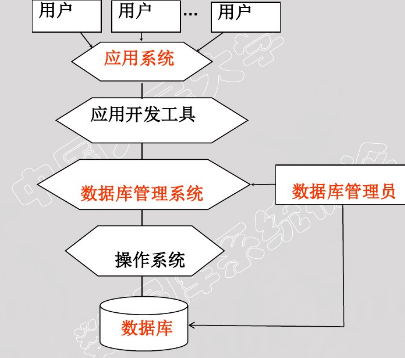 用户 用户 ... 用户
应用系统
应用开发工具
数据库管理系统 数据库管理员
操作系统
数据库